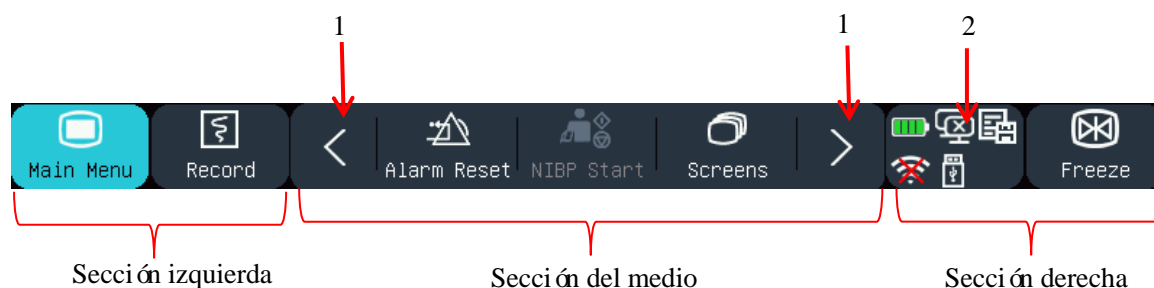 1 1 2
Main Menu Record Alarm Reset NIBP Start Screens Freeze
Sección izquierda Sección del medio Sección derecha